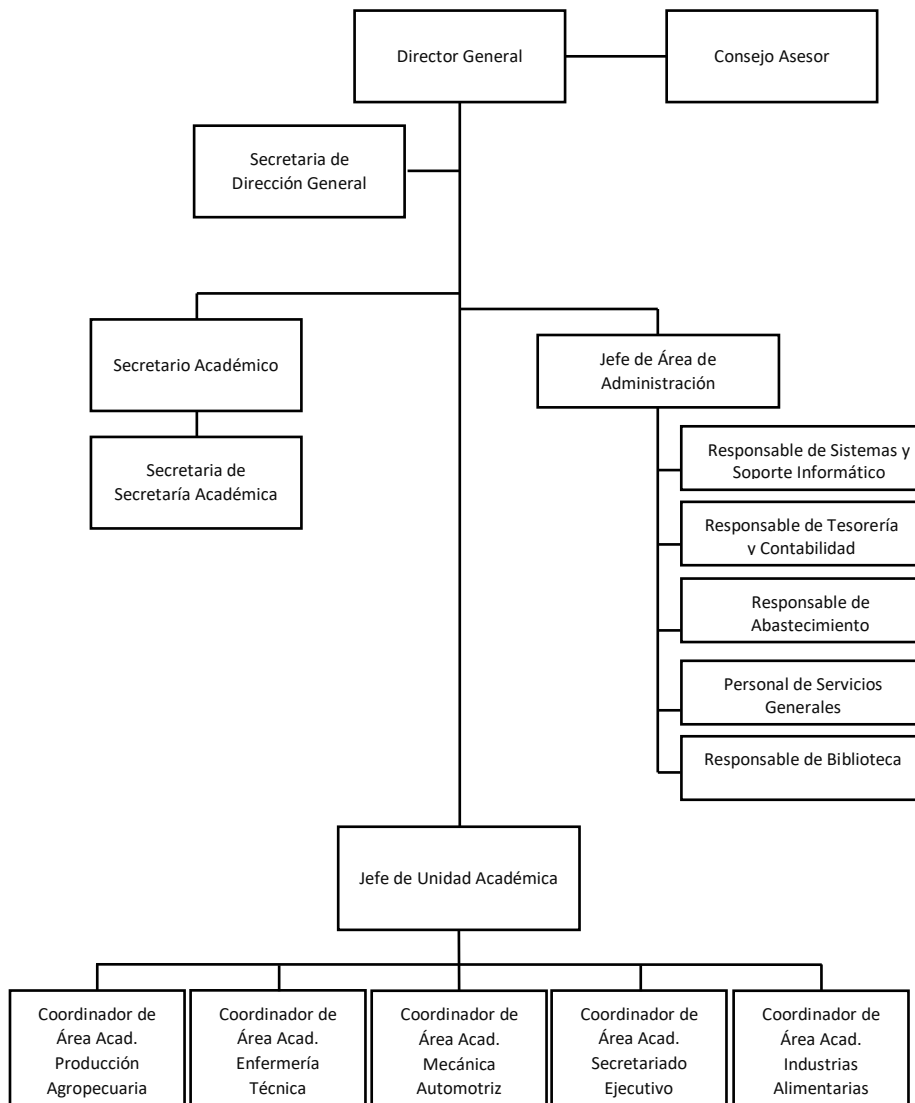 Director General
Consejo Asesor
Secretaria de
Dirección General
Secretario Académico
Secretaria de
Secretaría Académica
Jefe de Área de
Administración
Responsable de Sistemas y
Soporte Informático
Responsable de Tesorería
y Contabilidad
Responsable de
Abastecimiento
Personal de Servicios
Generales
Responsable de Biblioteca
Jefe de Unidad Académica
Coordinador de
Área Acad.
Producción
Agropecuaria
Coordinador de
Área Acad.
Enfermería
Técnica
Coordinador de
Área Acad.
Mecánica
Automotriz
Coordinador de
Área Acad.
Secretariado
Ejecutivo
Coordinador de
Área Acad.
Industrias
Alimentarias